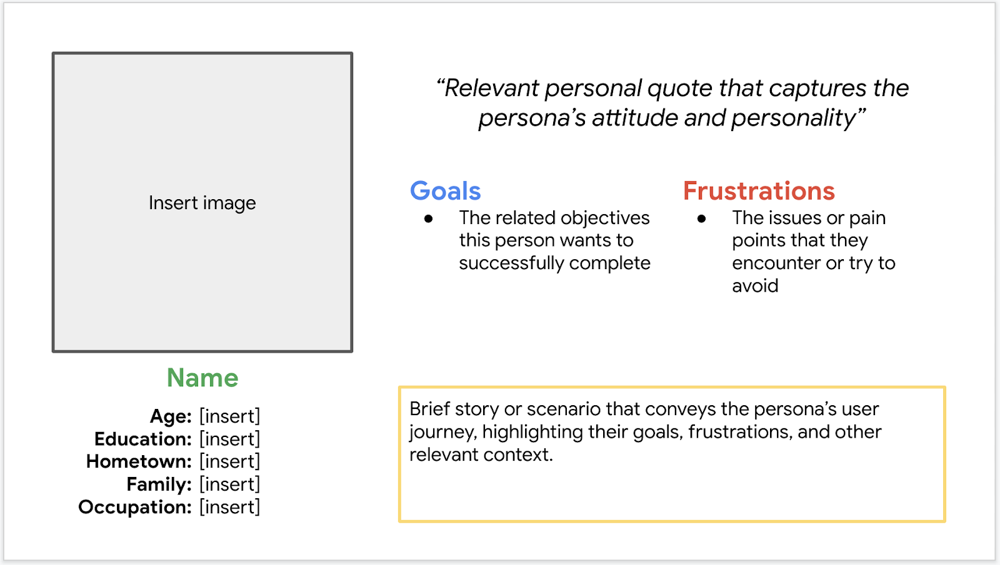 Insert image
Name
Age: [insert]
Education: [insert]
Hometown: [insert]
Family: [insert]
Occupation: [insert]
“Relevant personal quote that captures the
persona’s attitude and personality”
Goals
● The related objectives
this person wants to
successfully complete
Frustrations
● The issues or pain
points that they
encounter or try to
avoid
Brief story or scenario that conveys the persona’s user
journey, highlighting their goals, frustrations, and other
relevant context.